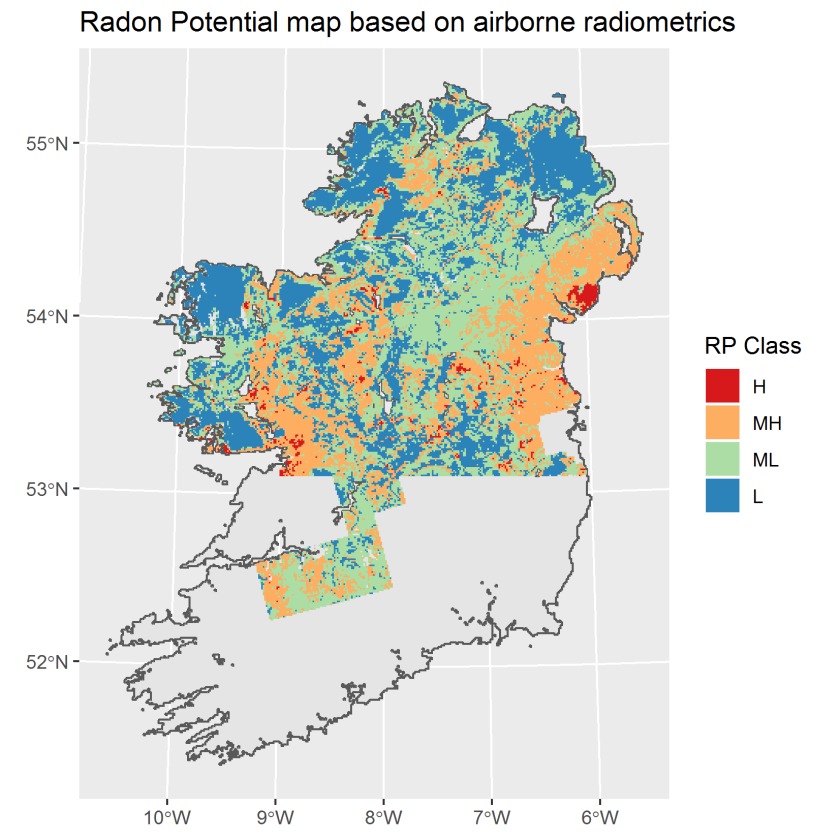 Radon Potential map based on airborne radiometrics
55°N
54°N
53°N
52°N
10°W
9°W
8°W
7°W
6°W
RP Class
H
MH
ML
L